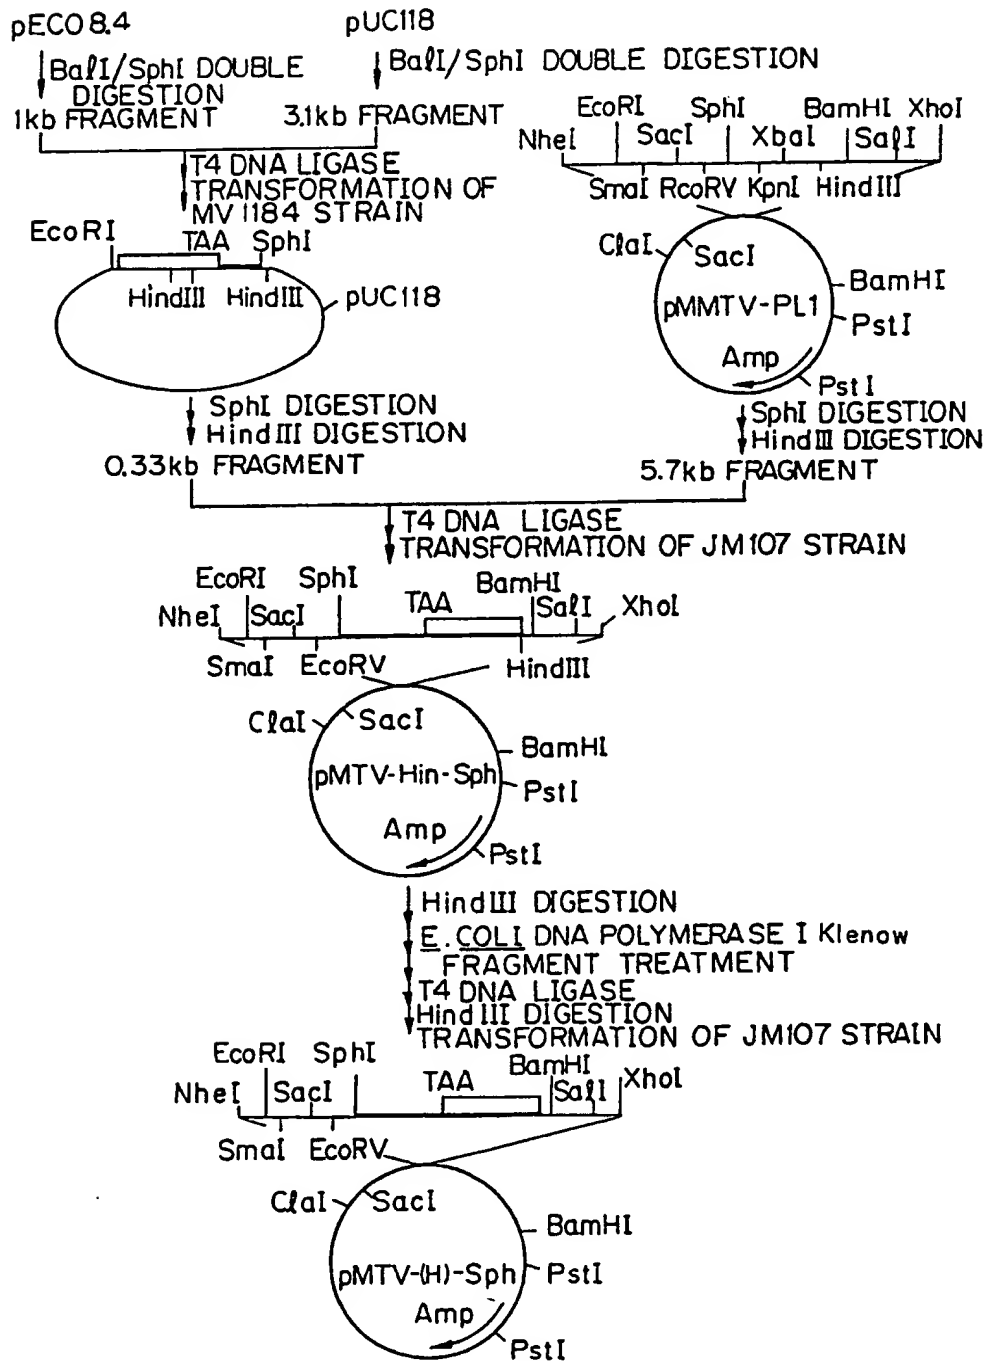 pECO8.4
pUC118
BalI/SphI DOUBLE
DIGESTION
BalI/SphI DOUBLE DIGESTION
1kb FRAGMENT
3.1kb FRAGMENT
EcoRI
SphI
BamHI
XhoI
NheI
SacI
XbaI
SalI
SmaI
RcoRV
KpnI
HindIII
T4 DNA LIGASE
TRANSFORMATION OF
MV1184 STRAIN
EcoRI
TAA
SphI
HindIII
HindIII
pUC118
ClaI
SacI
BamHI
pMMTV-PL1
PstI
Amp
PstI
SphI DIGESTION
HindIII DIGESTION
SphI DIGESTION
HindIII DIGESTION
0.33kb FRAGMENT
5.7kb FRAGMENT
T4 DNA LIGASE
TRANSFORMATION OF JM107 STRAIN
EcoRI
SphI
BamHI
NheI
SacI
TAA
SalI
XhoI
SmaI
EcoRV
HindIII
ClaI
SacI
BamHI
pMTV-Hin-Sph
PstI
Amp
PstI
HindIII DIGESTION
E. COLI DNA POLYMERASE I Klenow
FRAGMENT TREATMENT
T4 DNA LIGASE
HindIII DIGESTION
TRANSFORMATION OF JM107 STRAIN
EcoRI
SphI
BamHI
NheI
SacI
TAA
SalI
XhoI
SmaI
EcoRV
ClaI
SacI
BamHI
pMTV-(H)-Sph
PstI
Amp
PstI